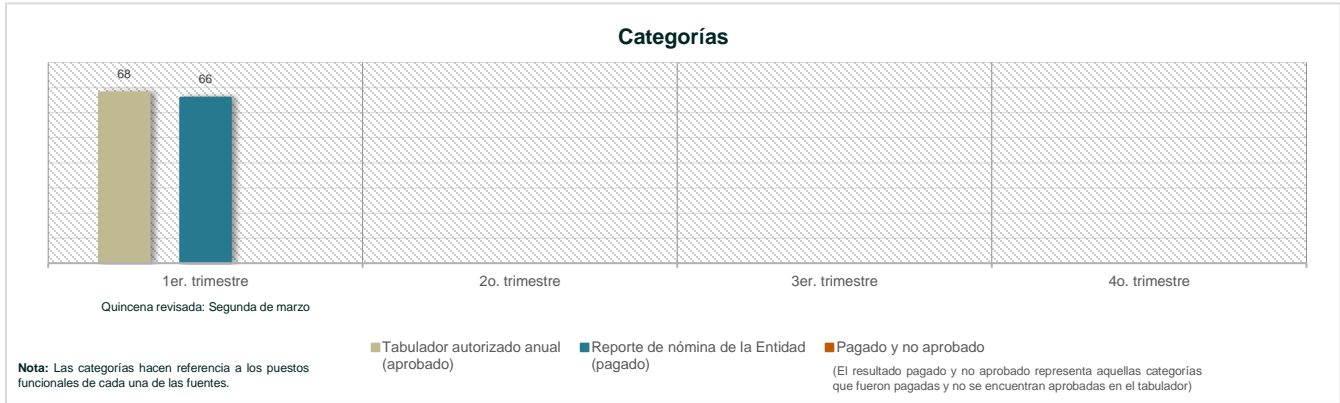 Categorías
68
66
1er. trimestre
2o. trimestre
3er. trimestre
4o. trimestre
Quincena revisada: Segunda de marzo
Tabulador autorizado anual
(aprobado)
Reporte de nómina de la Entidad
(pagado)
Pagado y no aprobado
(El resultado pagado y no aprobado representa aquellas categorías
que fueron pagadas y no se encuentran aprobadas en el tabulador)
Nota: Las categorías hacen referencia a los puestos
funcionales de cada una de las fuentes.